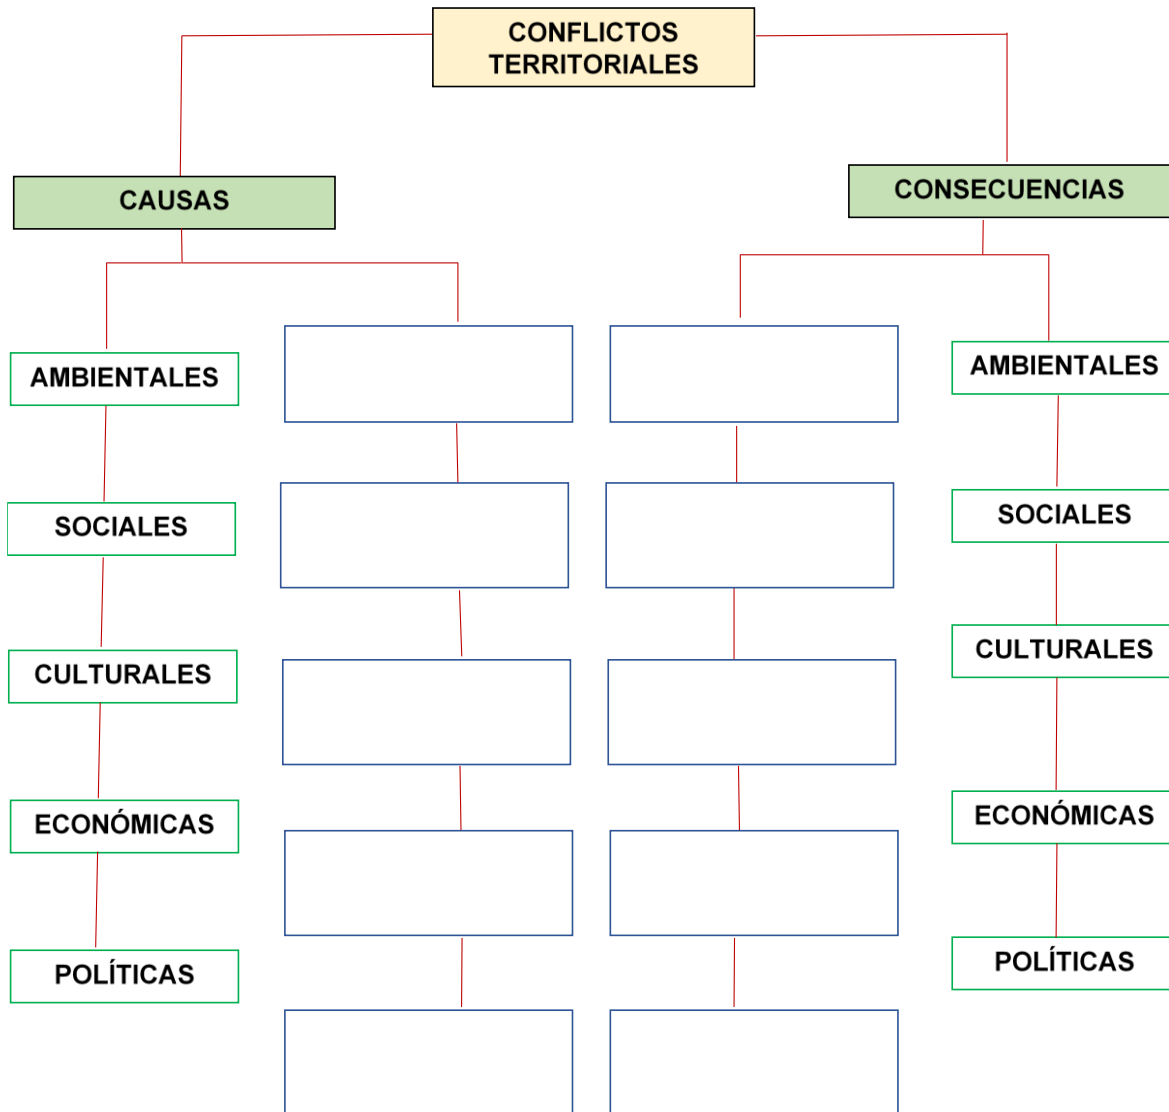 CONFLICTOS
TERRITORIALES
CAUSAS
CONSECUENCIAS
AMBIENTALES
SOCIALES
CULTURALES
ECONÓMICAS
POLÍTICAS
AMBIENTALES
SOCIALES
CULTURALES
ECONÓMICAS
POLÍTICAS